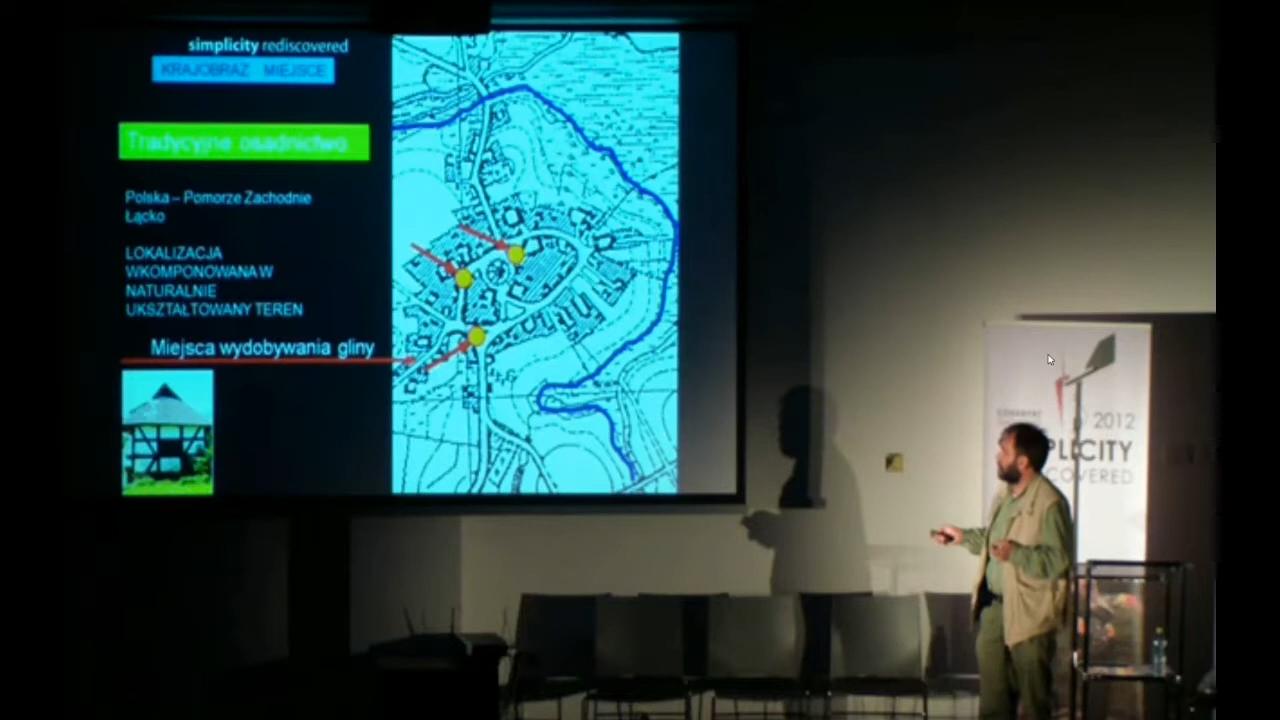 simplicity rediscovered
KRAJOBRAZ MIEJSCE
Tradycyjne osadnictwo
Polska – Pomorze Zachodnie
Łącko
LOKALIZACJA
WKOMPONOWANA W
NATURALNIE
UKSZTAŁTOWANY TEREN
Miejsca wydobywania gliny
2012
PLICITY
COVERED